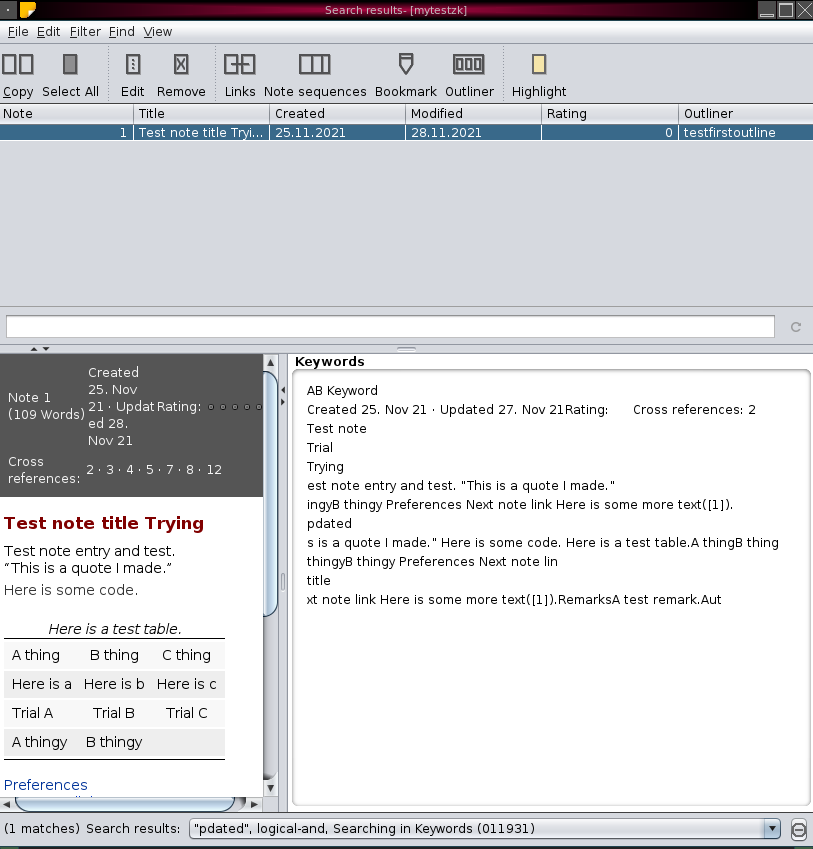 Search results- [mytestzk]
File Edit Filter Find View
Copy Select All Edit Remove Links Note sequences Bookmark Outliner Highlight
Note Title Created Modified Rating Outliner
1 Test note title Tryi... 25.11.2021 28.11.2021 0 testfirstoutline
Note 1
(109 Words)
Created
25. Nov
21 · Updat
ed 28.
Nov 21
Rating:
Cross
references:
2 · 3 · 4 · 5 · 7 · 8 · 12
Test note title Trying
Test note entry and test.
“This is a quote I made.”
Here is some code.
Here is a test table.
A thing B thing C thing
Here is a Here is b Here is c
Trial A Trial B Trial C
A thingy B thingy
Preferences
Keywords
AB Keyword
Created 25. Nov 21 · Updated 27. Nov 21Rating: Cross references: 2
Test note
Trial
Trying
est note entry and test. "This is a quote I made."
ingyB thingy Preferences Next note link Here is some more text([1]).
pdated
s is a quote I made." Here is some code. Here is a test table.A thingB thing
thingyB thingy Preferences Next note lin
title
xt note link Here is some more text([1]).RemarksA test remark.Aut
(1 matches) Search results: "pdated", logical-and, Searching in Keywords (011931)